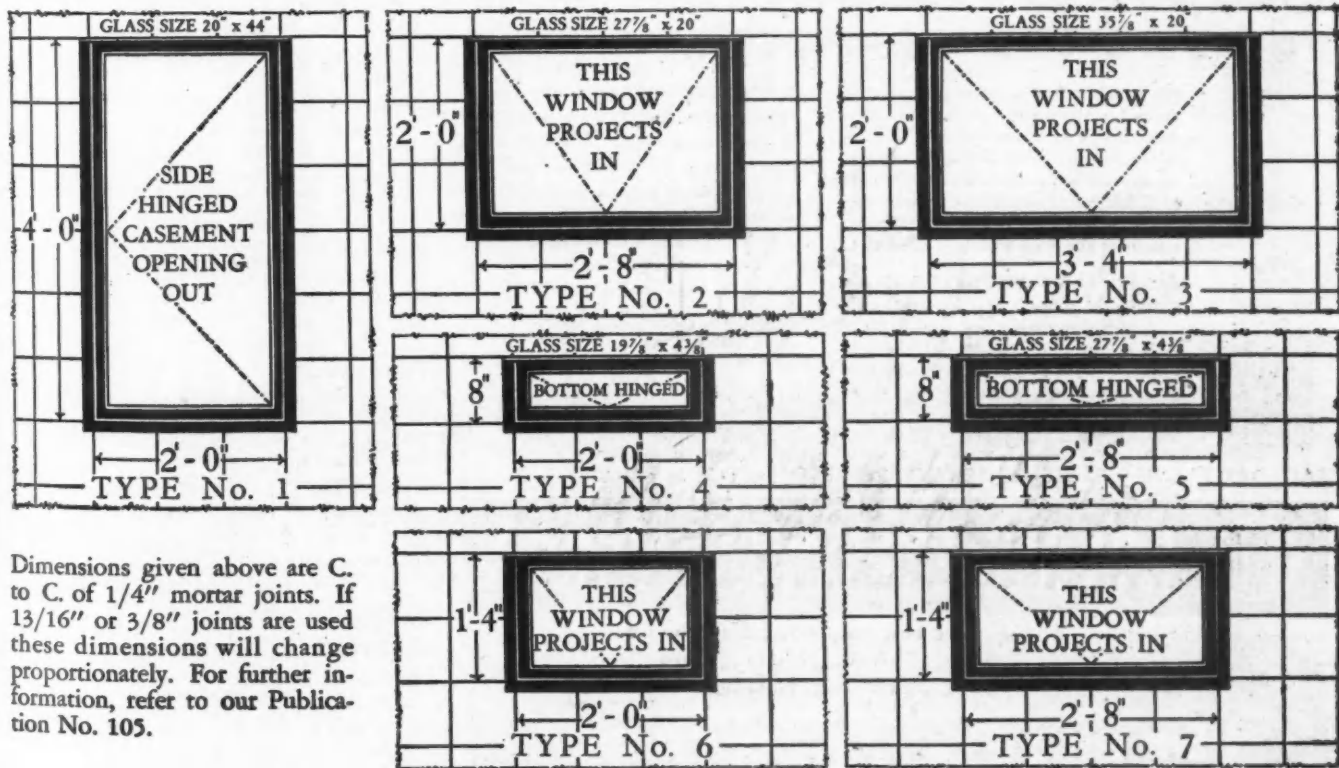 GLASS SIZE 20" x 44"
4'-0"
SIDE
HINGED
CASEMENT
OPENING
OUT
2'-0"
TYPE No. 1
GLASS SIZE 27⅞" x 20"
2'-0"
THIS
WINDOW
PROJECTS
IN
2'-8"
TYPE No. 2
GLASS SIZE 35⅞" x 20"
2'-0"
THIS
WINDOW
PROJECTS
IN
3-4"
TYPE No. 3
GLASS SIZE 19⅞" x 4⅜"
8"
BOTTOM HINGED
2'-0"
TYPE No. 4
GLASS SIZE 27⅞" x 4⅜"
8"
BOTTOM HINGED
2'-8"
TYPE No. 5
Dimensions given above are C.
to C. of 1/4" mortar joints. If
13/16" or 3/8" joints are used
these dimensions will change
proportionately. For further in-
formation, refer to our Publica-
tion No. 105.
1'-4"
THIS
WINDOW
PROJECTS IN
2'-0"
TYPE No. 6
1'-4"
THIS
WINDOW
PROJECTS IN
2'-8"
TYPE No. 7